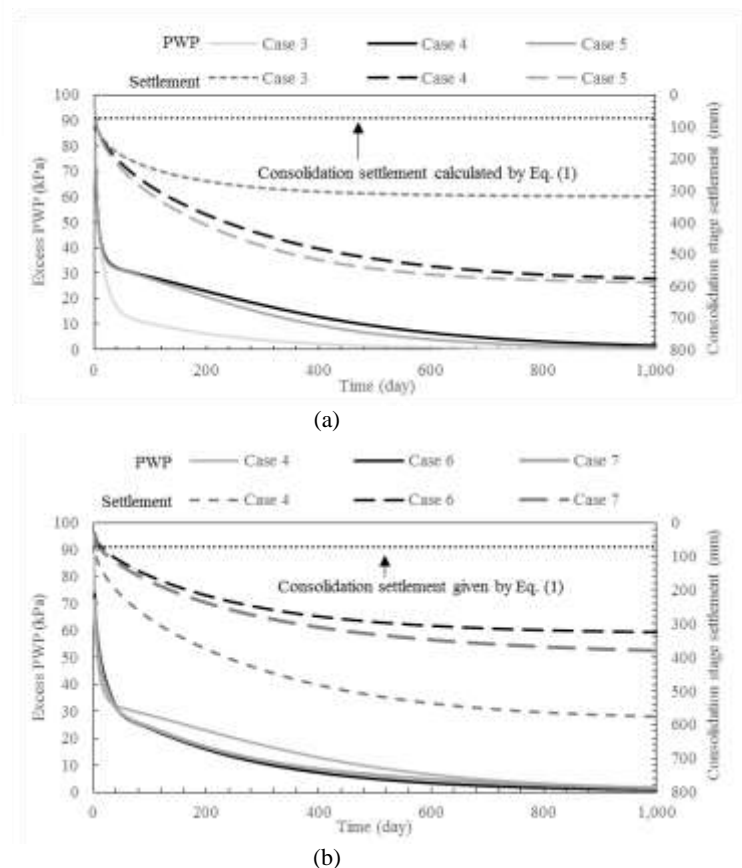 PWP Case 3 Case 4 Case 5
Settlement Case 3 Case 4 Case 5
100 0
90 100
80
70 200
60 300
50 400
40 500
30
20 600
10 700
0 800
Excess PWP (kPa)
Consolidation stage settlement (mm)
Consolidation settlement calculated by Eq. (1)
0 200 400 600 800 1,000
Time (day)
(a)
PWP Case 4 Case 6 Case 7
Settlement Case 4 Case 6 Case 7
100 0
90 100
80
70 200
60 300
50 400
40 500
30
20 600
10 700
0 800
Excess PWP (kPa)
Consolidation stage settlement (mm)
Consolidation settlement given by Eq. (1)
0 200 400 600 800 1,000
Time (day)
(b)